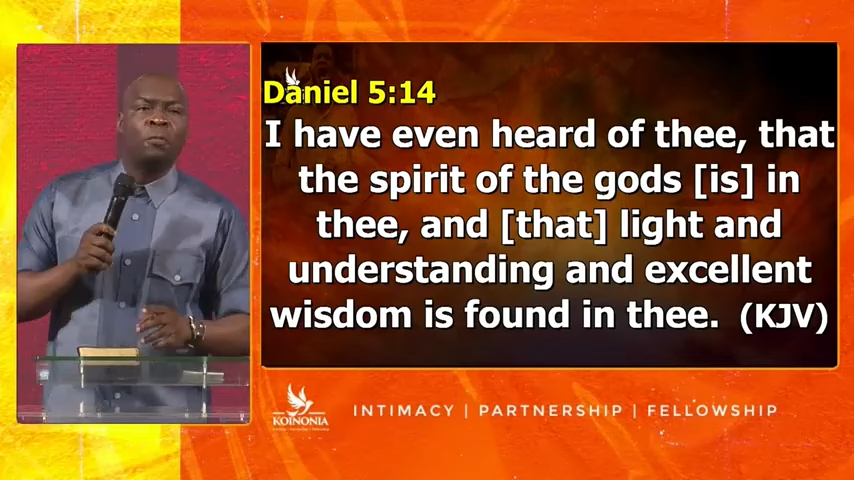 Daniel 5:14
I have even heard of thee, that
the spirit of the gods [is] in
thee, and [that] light and
understanding and excellent
wisdom is found in thee. (KJV)
KOINONIA
INTIMACY | PARTNERSHIP | FELLOWSHIP